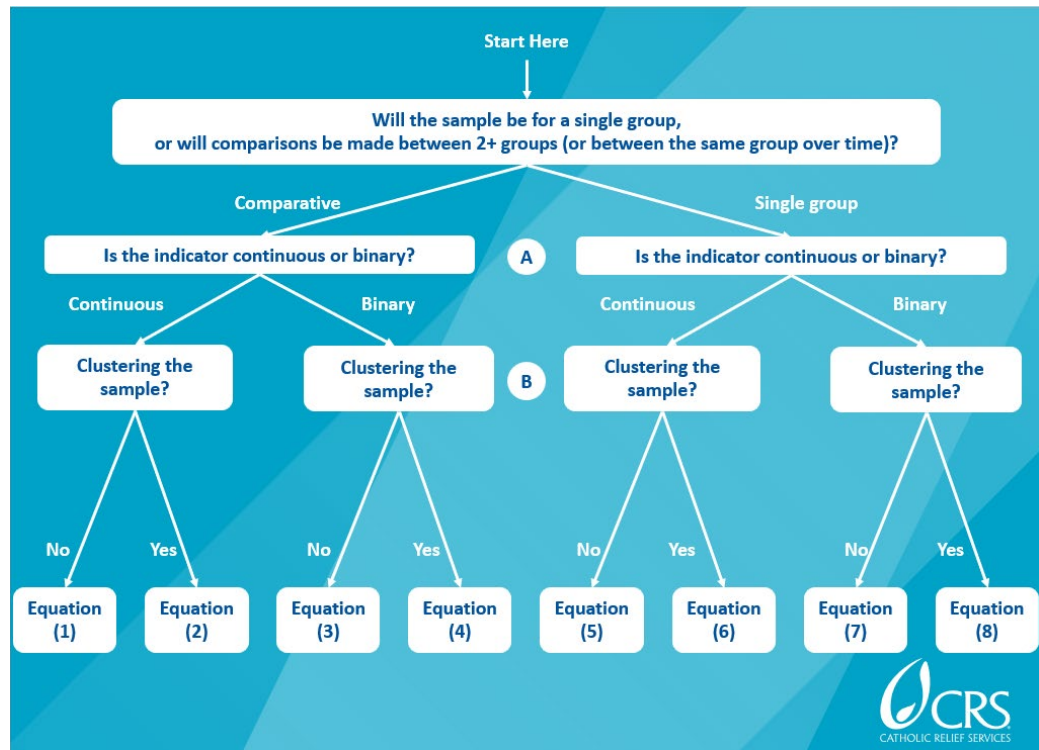 Start Here
Will the sample be for a single group,
or will comparisons be made between 2+ groups (or between the same group over time)?
Comparative
Single group
Is the indicator continuous or binary?
A
Is the indicator continuous or binary?
Continuous
Binary
Continuous
Binary
Clustering the
sample?
Clustering the
sample?
B
Clustering the
sample?
Clustering the
sample?
No
Yes
No
Yes
No
Yes
No
Yes
Equation
(1)
Equation
(2)
Equation
(3)
Equation
(4)
Equation
(5)
Equation
(6)
Equation
(7)
Equation
(8)
CRS
CATHOLIC RELIEF SERVICES